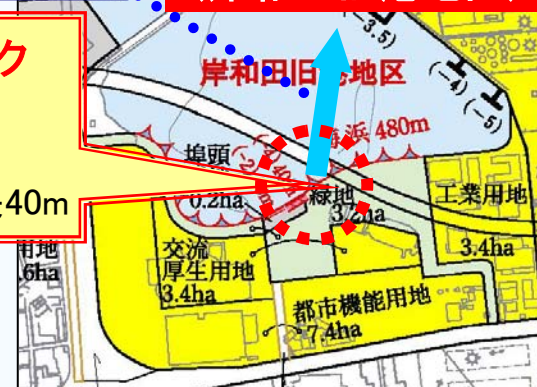 (-3.5)
ク
岸和田旧港地区
(-4)
(-5)
海浜 480m
埠頭
0.2ha
40m
緑地
3.2ha
工業用地
3.4ha
用地
.6ha
交流
厚生用地
3.4ha
都市機能用地
7.4ha